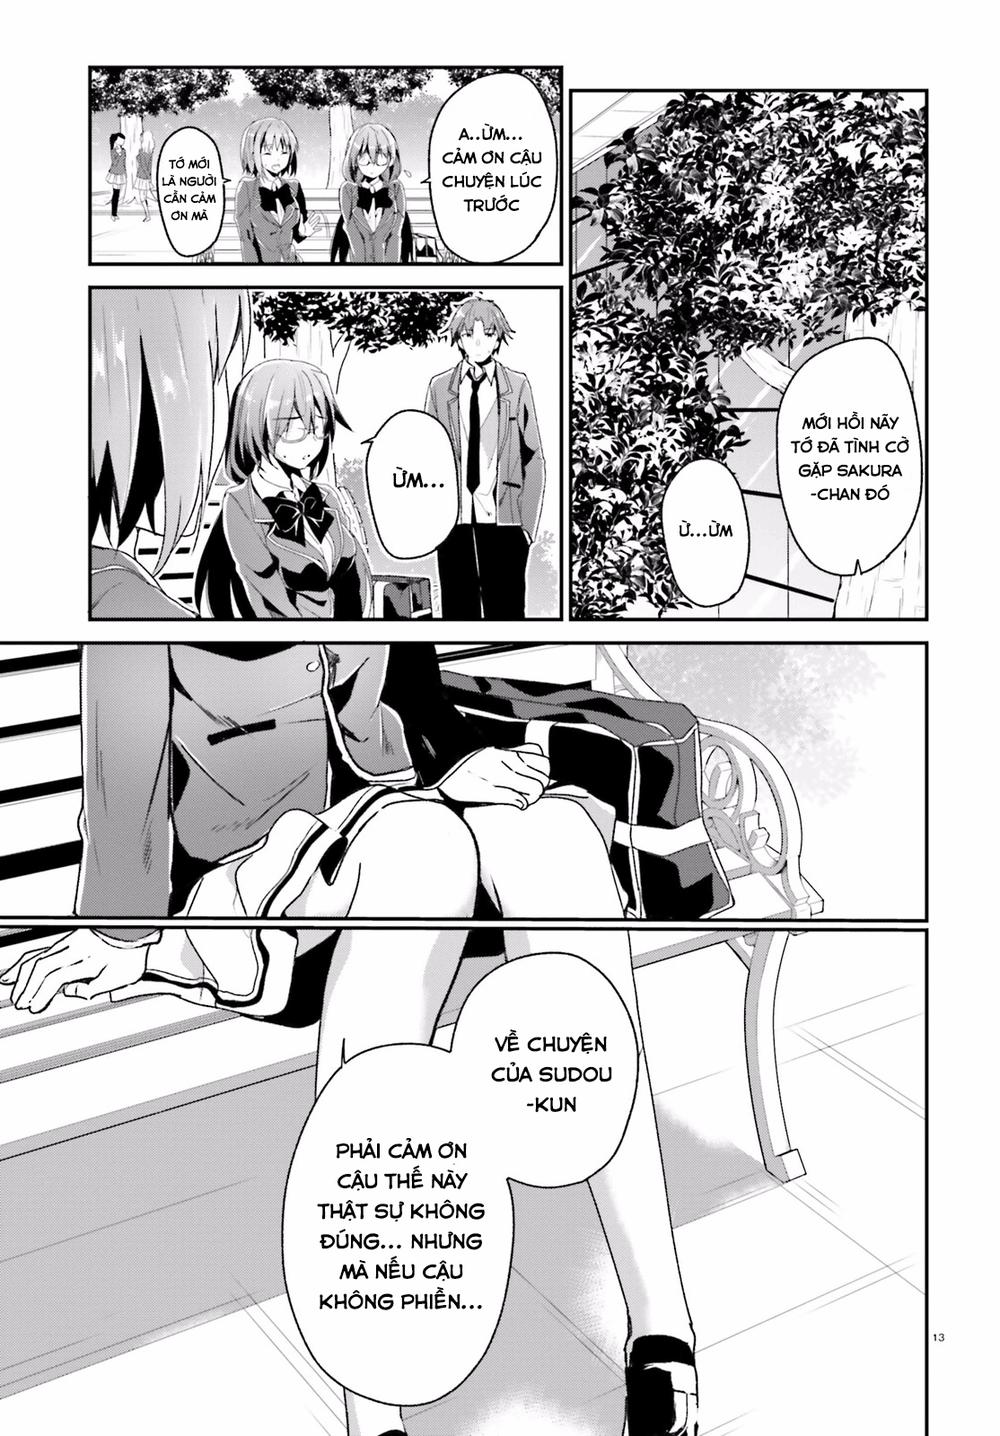 MỚI HỒI NÃY
TỚ ĐÃ TÌNH CỜ
GẶP SAKURA
-CHAN ĐÓ
Ừ...ỪM
A..ỪM...
CẢM ƠN CẬU
CHUYỆN LÚC
TRƯỚC
TỚ MỚI
LÀ NGƯỜI
CẦN CẢM
ƠN MÀ
ỪM...
VỀ CHUYỆN
CỦA SUDOU
-KUN
PHẢI CẢM ƠN
CẬU THẾ NÀY
THẬT SỰ KHÔNG
ĐÚNG... NHƯNG
MÀ NẾU CẬU
KHÔNG PHIỀN...
13